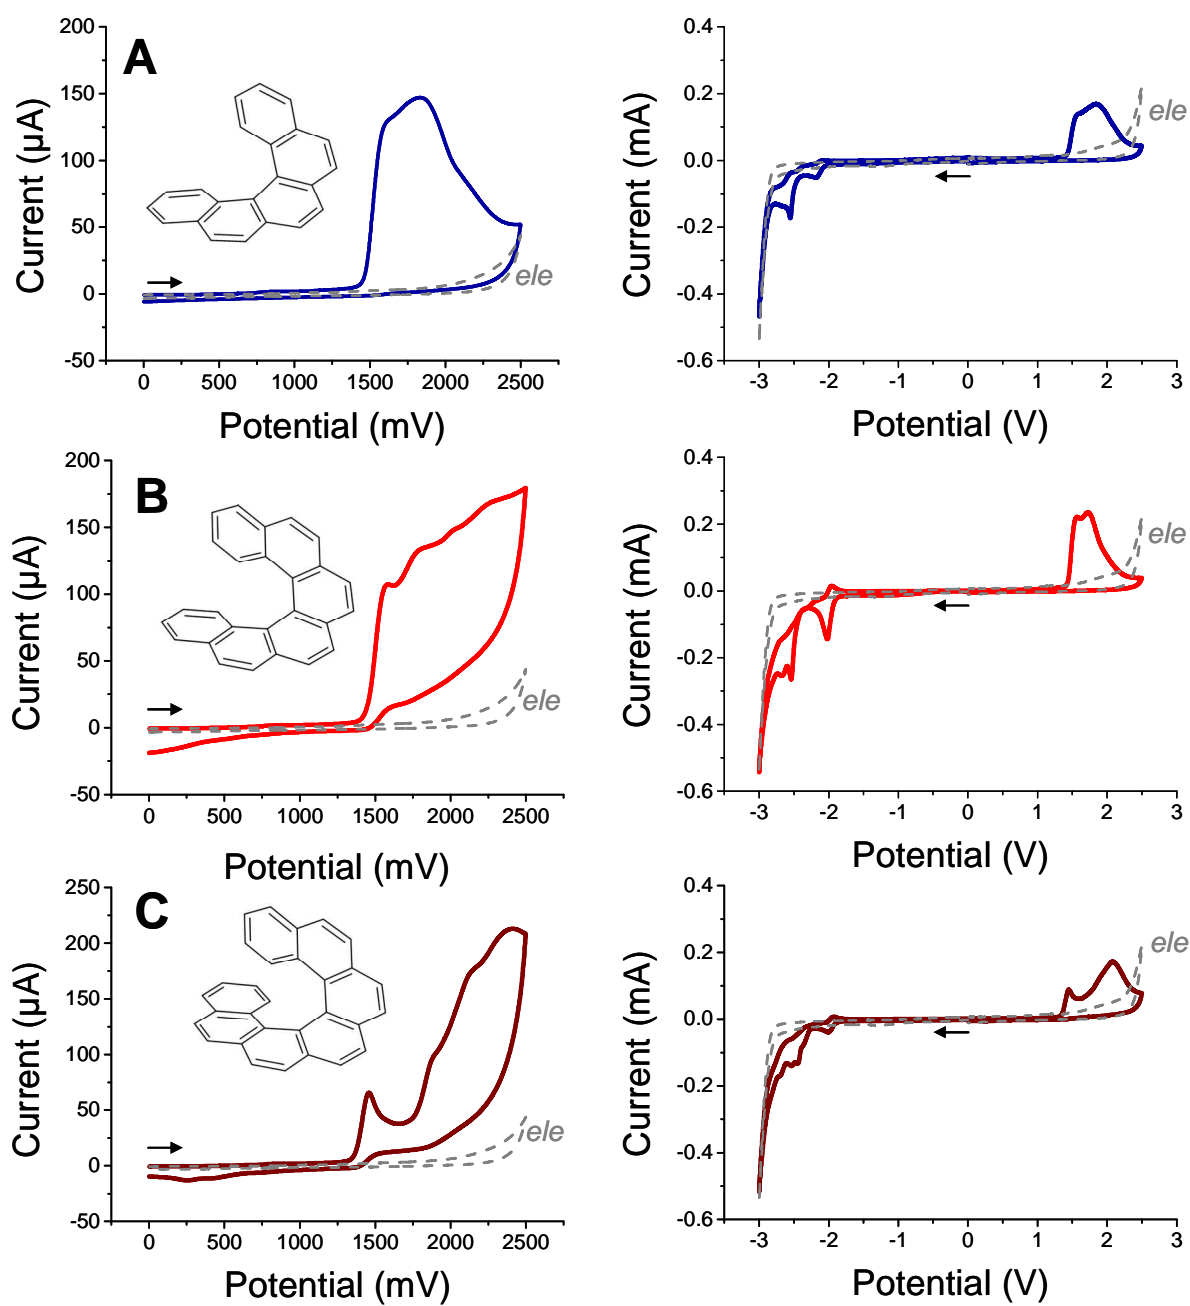 A
Current (µA)
200
150
100
50
0
-50
ele
0 500 1000 1500 2000 2500
Potential (mV)
Current (mA)
0.4
0.2
0.0
-0.2
-0.4
-0.6
ele
-3 -2 -1 0 1 2 3
Potential (V)
B
Current (µA)
200
150
100
50
0
-50
ele
0 500 1000 1500 2000 2500
Potential (mV)
Current (mA)
0.4
0.2
0.0
-0.2
-0.4
-0.6
ele
-3 -2 -1 0 1 2 3
Potential (V)
C
Current (µA)
250
200
150
100
50
0
-50
ele
0 500 1000 1500 2000 2500
Potential (mV)
Current (mA)
0.4
0.2
0.0
-0.2
-0.4
-0.6
ele
-3 -2 -1 0 1 2 3
Potential (V)